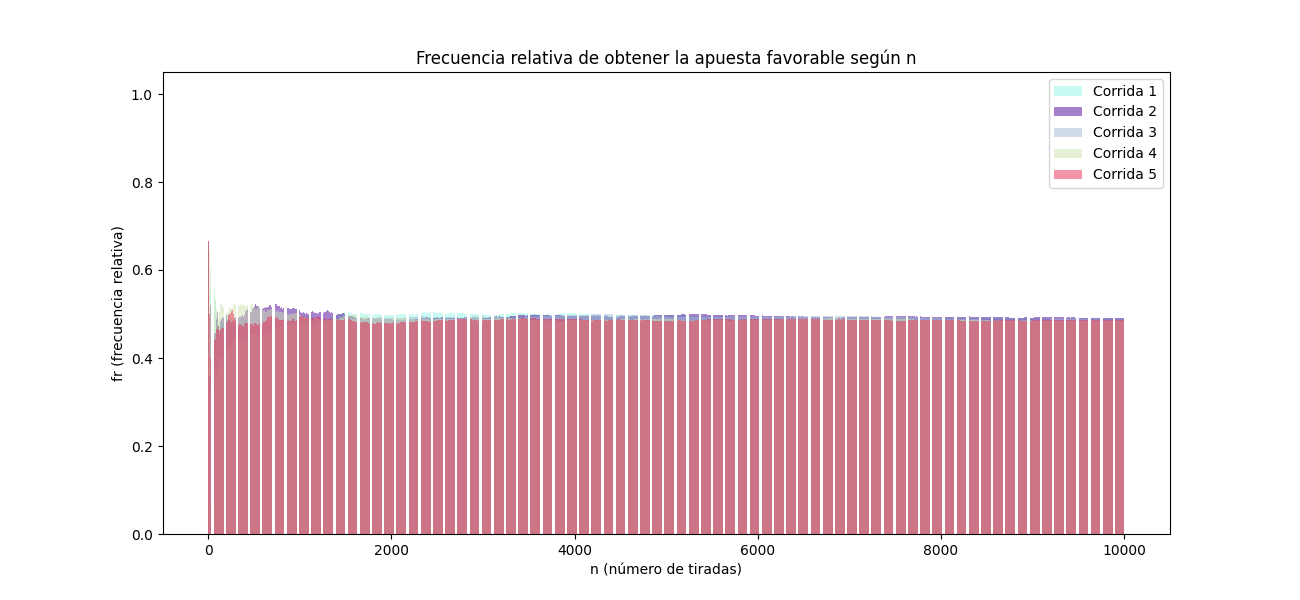 Frecuencia relativa de obtener la apuesta favorable según n
1.0
0.8
0.6
0.4
0.2
0.0
fr (frecuencia relativa)
Corrida 1
Corrida 2
Corrida 3
Corrida 4
Corrida 5
0
2000
4000
6000
8000
10000
n (número de tiradas)